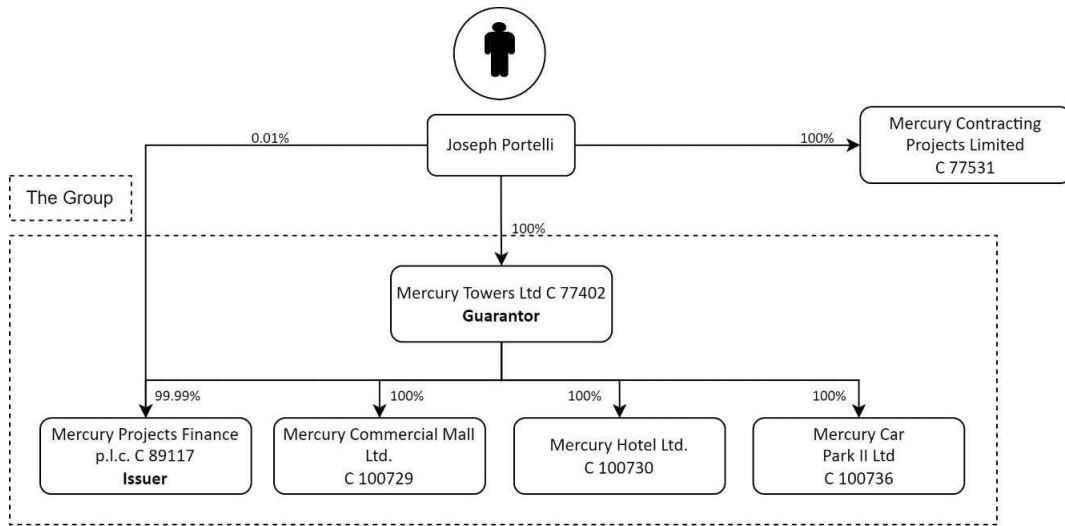 0.01%
Joseph Portelli
100%
Mercury Contracting
Projects Limited
C 77531
The Group
100%
Mercury Towers Ltd C 77402
Guarantor
99.99%
100%
100%
100%
Mercury Projects Finance
p.l.c. C 89117
Issuer
Mercury Commercial Mall
Ltd.
C 100729
Mercury Hotel Ltd.
C 100730
Mercury Car
Park II Ltd
C 100736